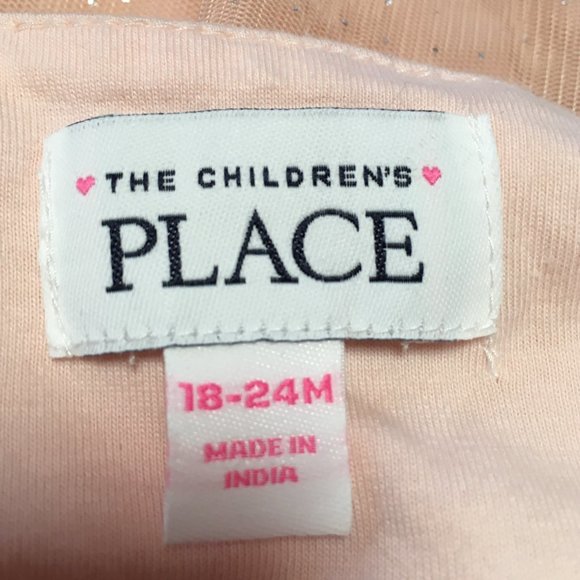 THE CHILDREN'S
PLACE
18-24M
MADE IN
INDIA